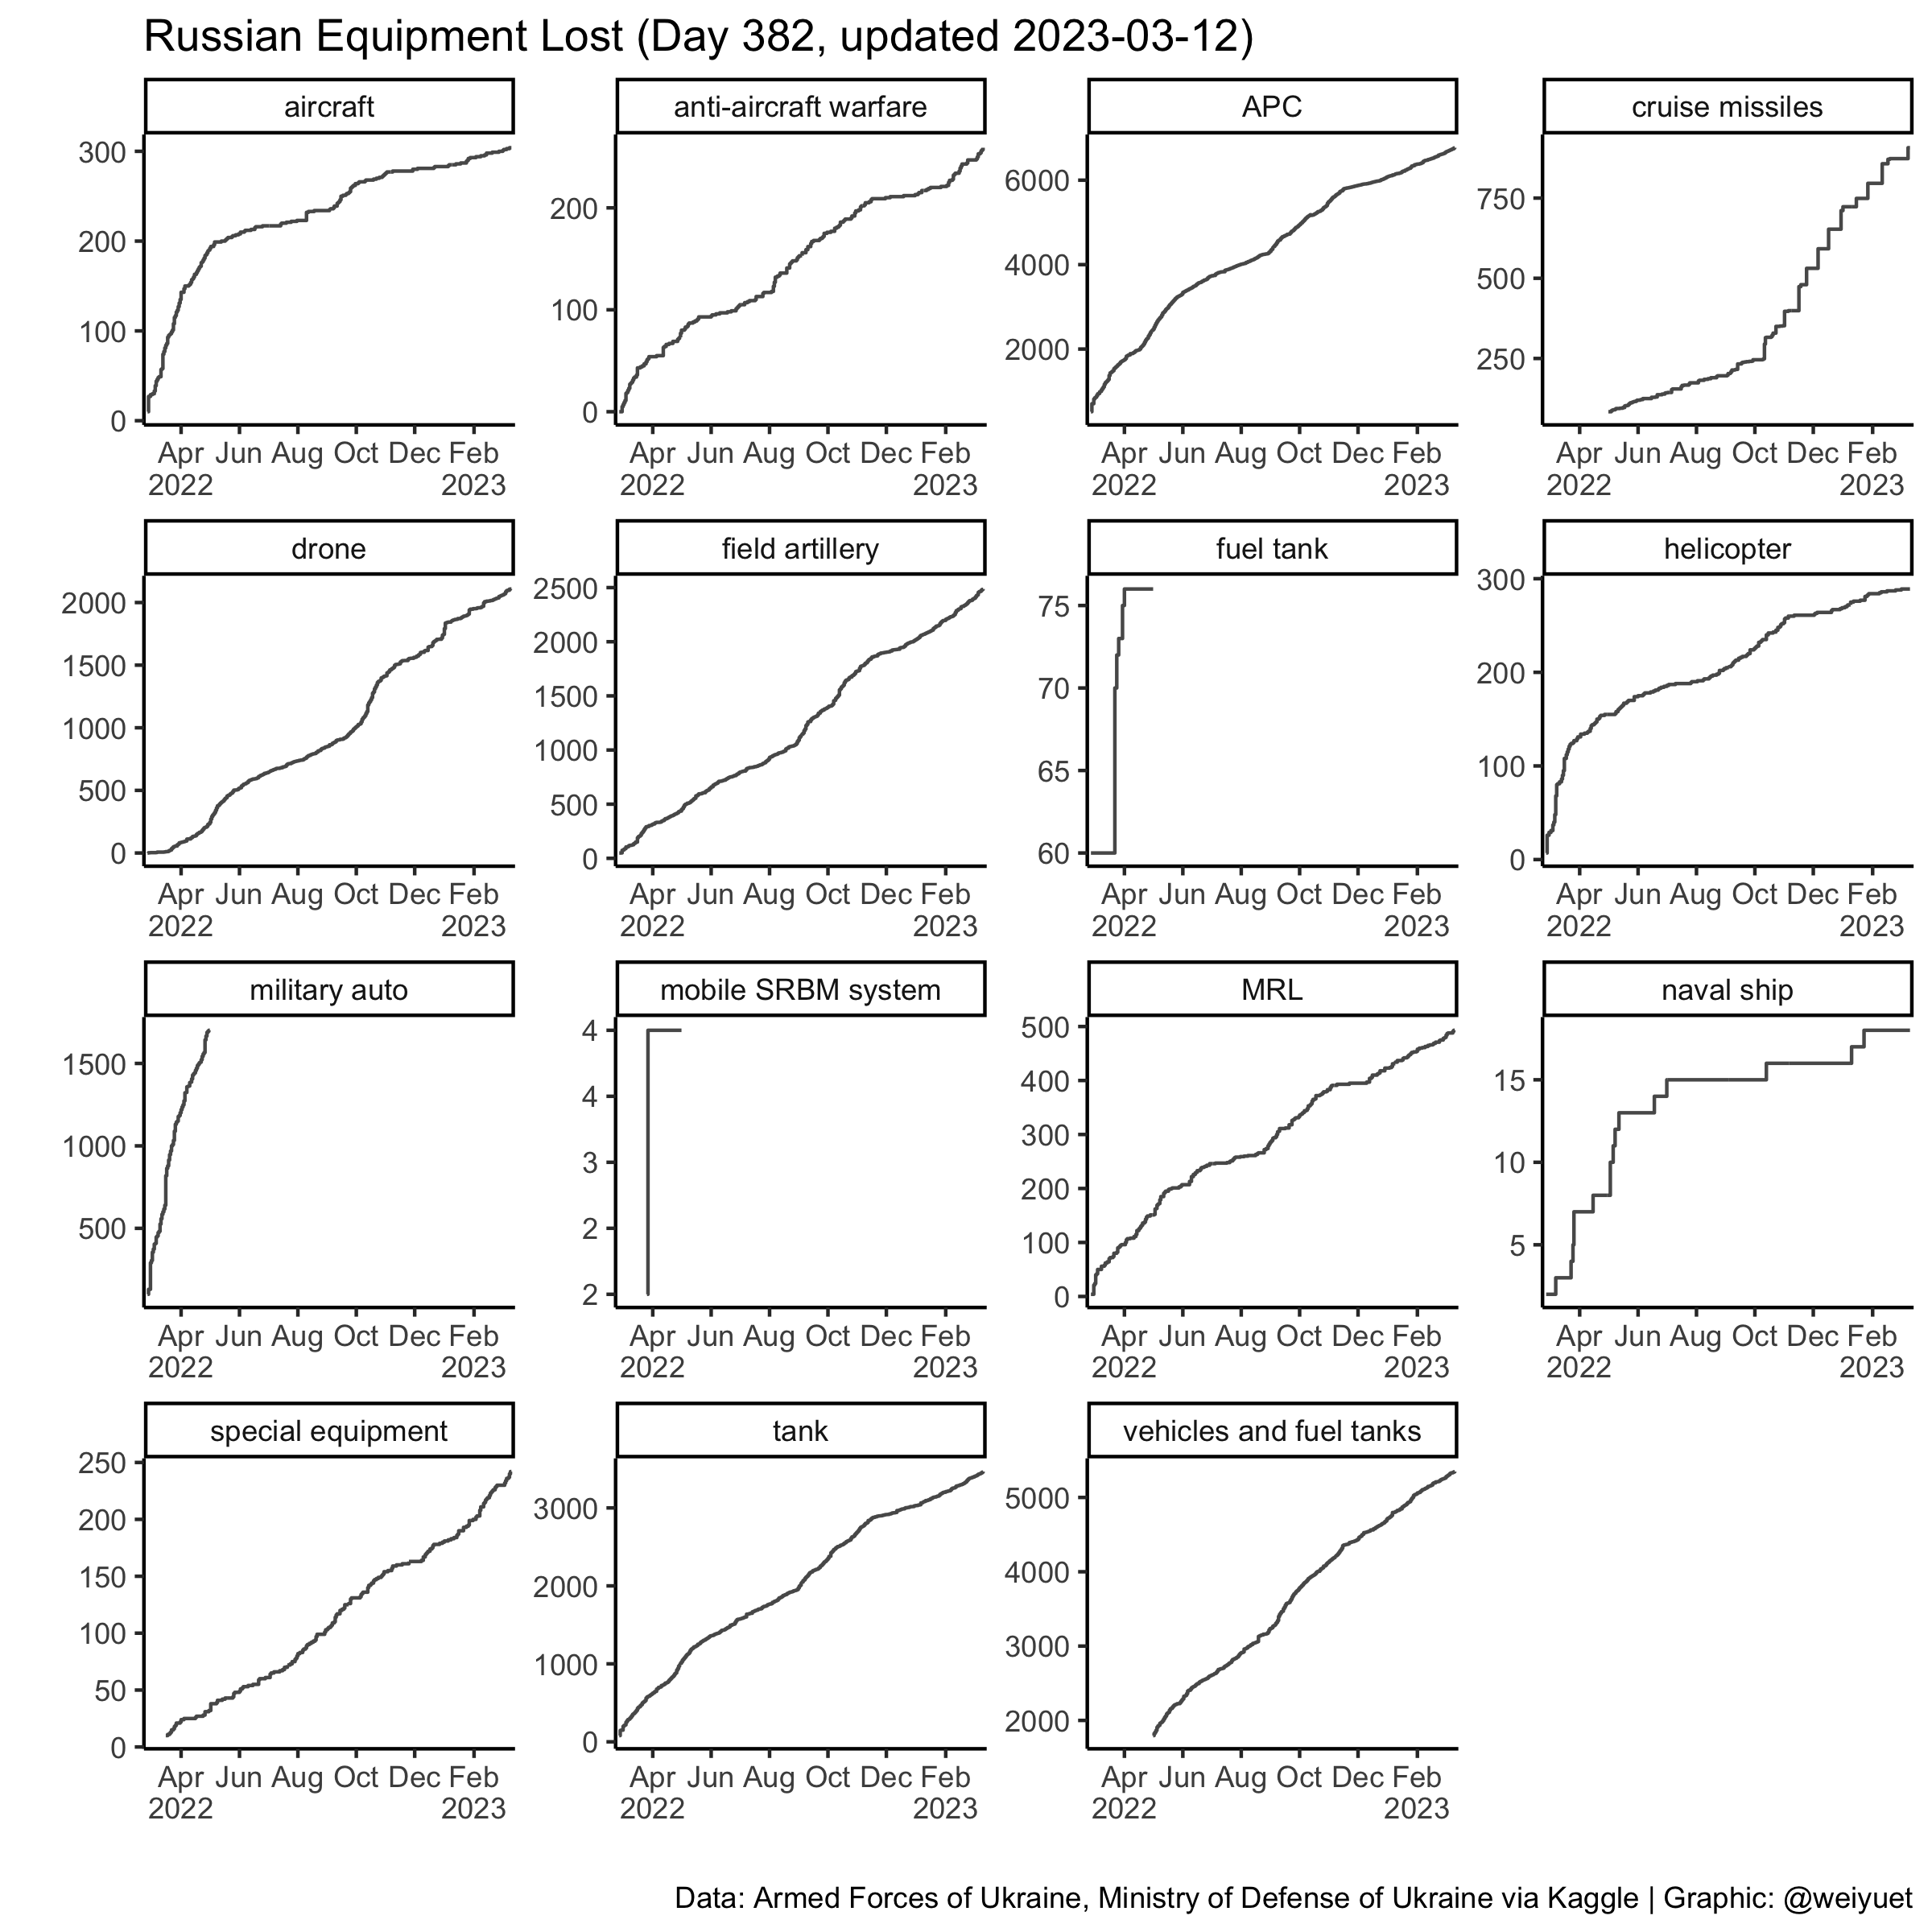 Russian Equipment Lost (Day 382, updated 2023-03-12)
aircraft
anti-aircraft warfare
APC
cruise missiles
300
200
100
0
200
100
0
6000
4000
2000
750
500
250
Apr Jun Aug Oct Dec Feb
2022 2023
Apr Jun Aug Oct Dec Feb
2022 2023
Apr Jun Aug Oct Dec Feb
2022 2023
Apr Jun Aug Oct Dec Feb
2022 2023
drone
field artillery
fuel tank
helicopter
2000
1500
1000
500
0
2500
2000
1500
1000
500
0
75
70
65
60
300
200
100
0
Apr Jun Aug Oct Dec Feb
2022 2023
Apr Jun Aug Oct Dec Feb
2022 2023
Apr Jun Aug Oct Dec Feb
2022 2023
Apr Jun Aug Oct Dec Feb
2022 2023
military auto
mobile SRBM system
MRL
naval ship
1500
1000
500
4
4
3
2
2
500
400
300
200
100
0
15
10
5
Apr Jun Aug Oct Dec Feb
2022 2023
Apr Jun Aug Oct Dec Feb
2022 2023
Apr Jun Aug Oct Dec Feb
2022 2023
Apr Jun Aug Oct Dec Feb
2022 2023
special equipment
tank
vehicles and fuel tanks
250
200
150
100
50
0
3000
2000
1000
0
5000
4000
3000
2000
Apr Jun Aug Oct Dec Feb
2022 2023
Apr Jun Aug Oct Dec Feb
2022 2023
Apr Jun Aug Oct Dec Feb
2022 2023
Data: Armed Forces of Ukraine, Ministry of Defense of Ukraine via Kaggle | Graphic: @weiyuet